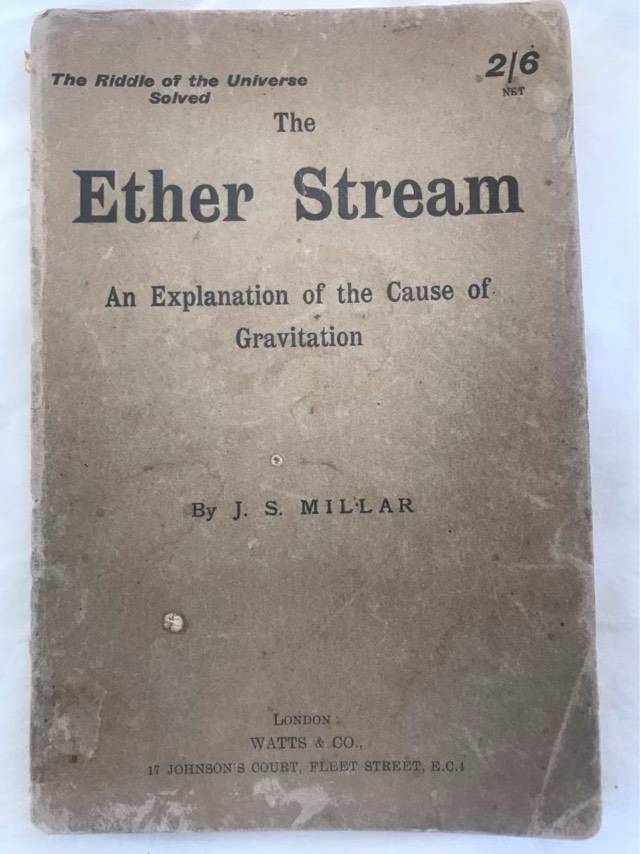 The Riddle of the Universe
Solved
2/6
NET
The
Ether Stream
An Explanation of the Cause of
Gravitation
By J. S. MILLAR
LONDON:
WATTS & CO.,
17 JOHNSON'S COURT, FLEET STREET, E.C.4